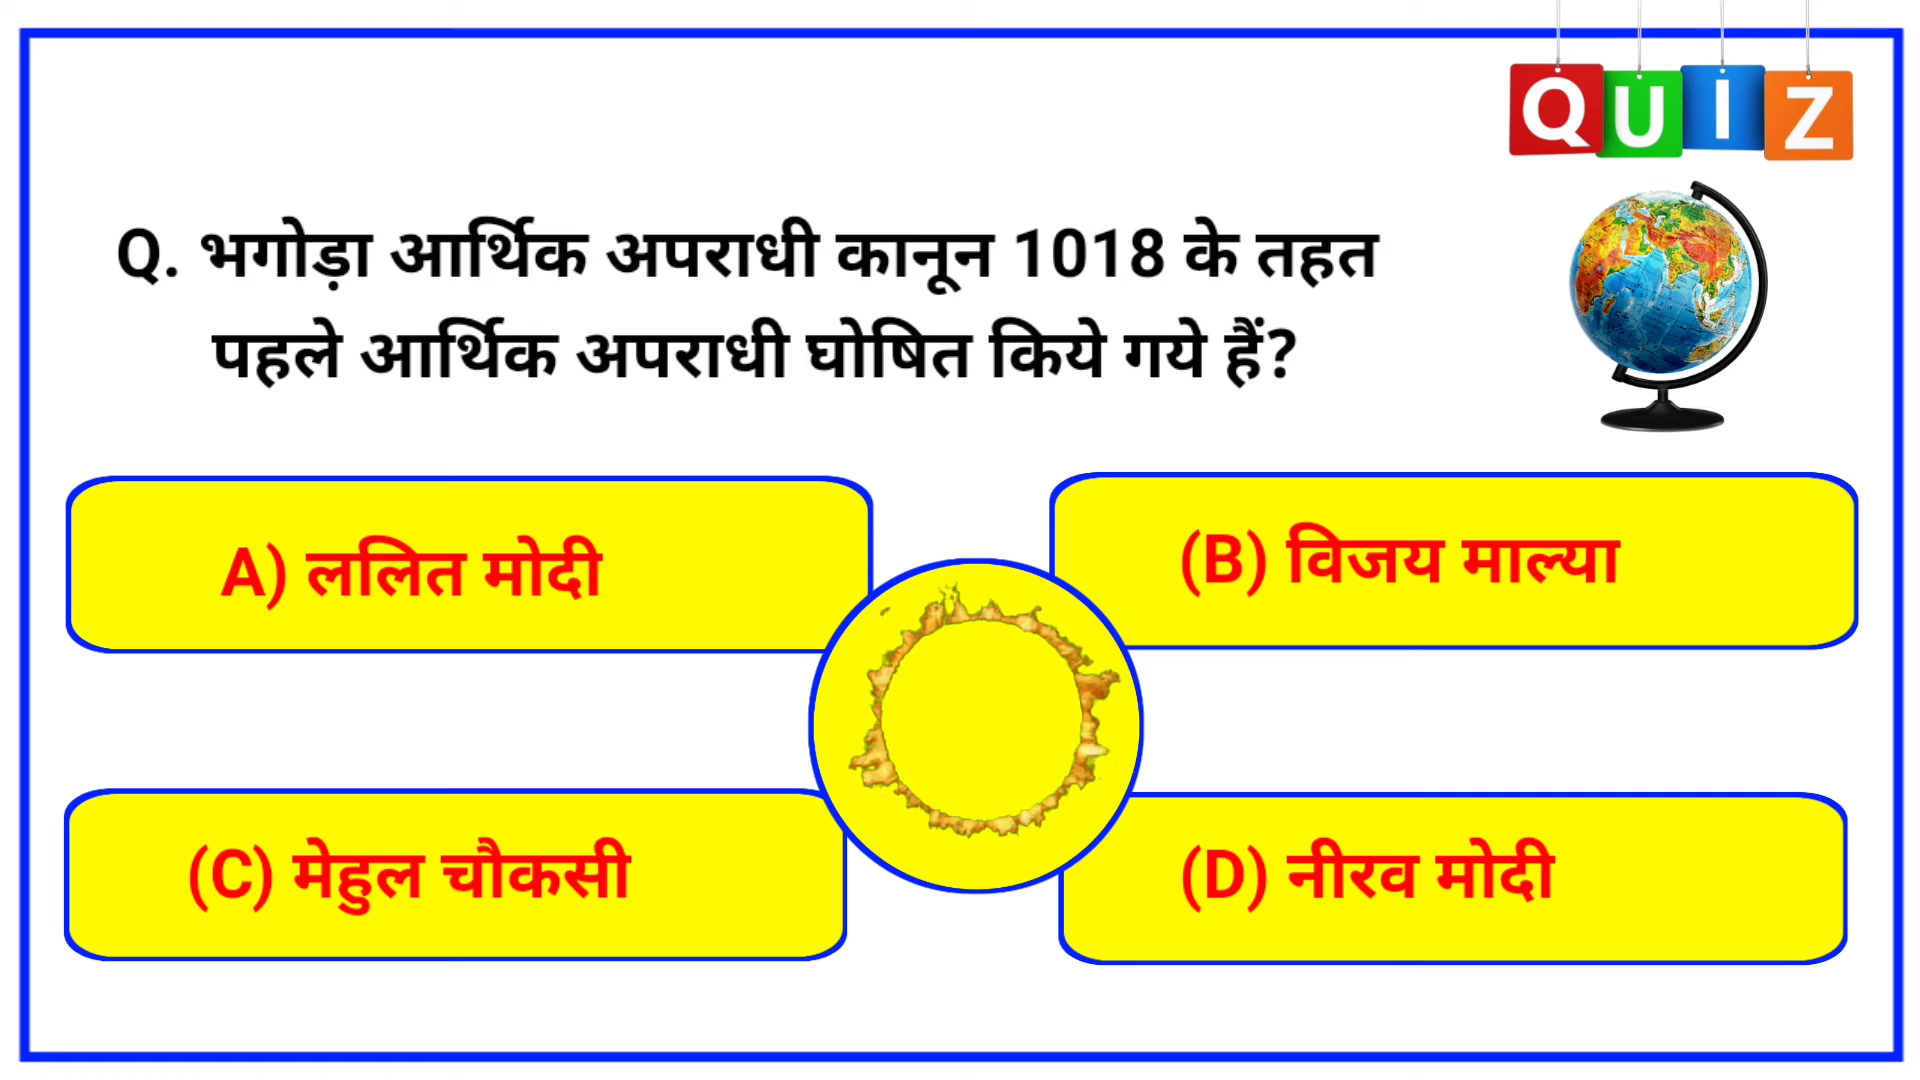 QUIZ
Q. भगोड़ा आर्थिक अपराधी कानून 1018 के तहत
पहले आर्थिक अपराधी घोषित किये गये हैं?
A) ललित मोदी
(B) विजय माल्या
(C) मेहुल चौकसी
(D) नीरव मोदी